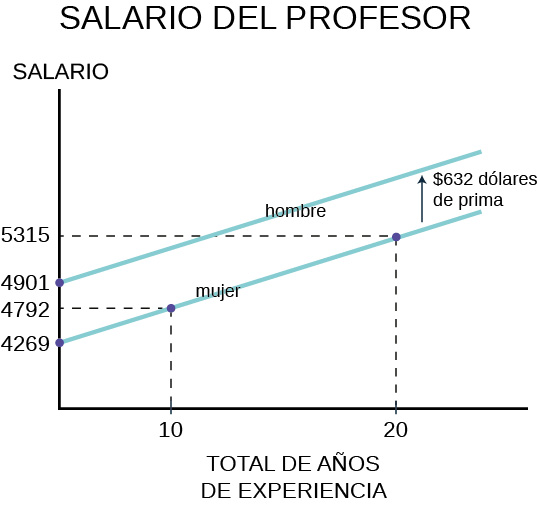 SALARIO DEL PROFESOR
SALARIO
$632 dólares
de prima
hombre
5315
4901
mujer
4792
4269
10
20
TOTAL DE AÑOS
DE EXPERIENCIA